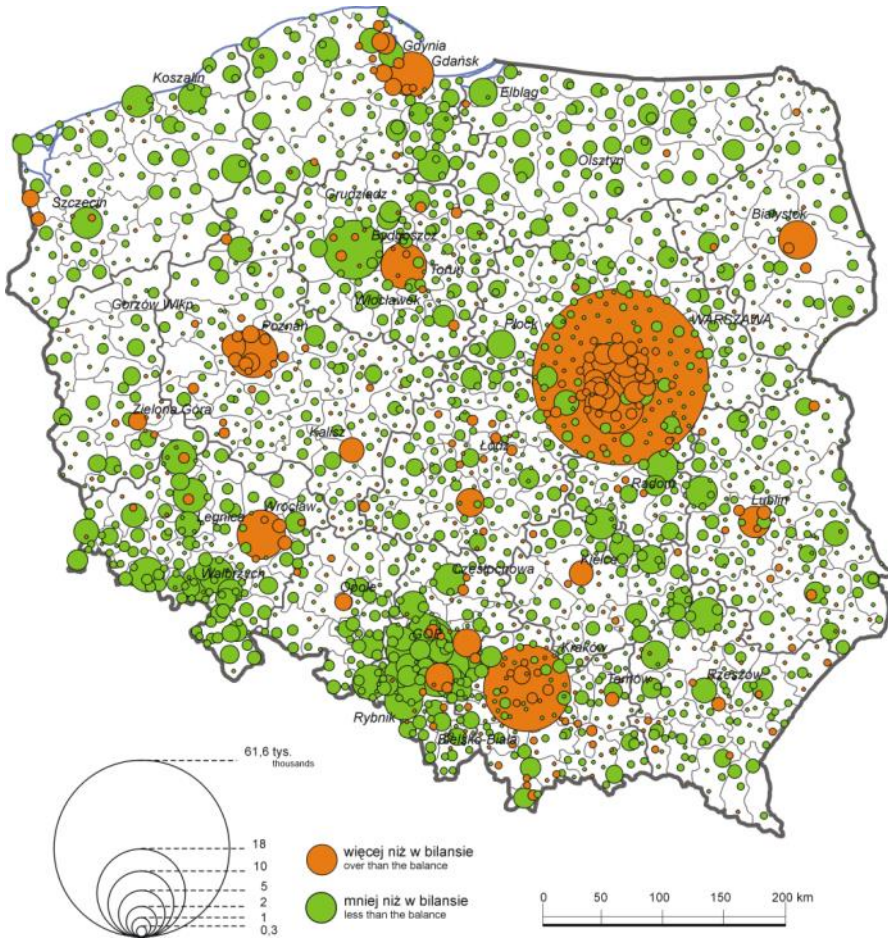 Gdynia
Gdańsk
Koszalin
Elbląg
Olsztyn
Szczecin
Grudziądz
Białystok
Bydgoszcz
Toruń
Włocławek
Gorzów Wlkp
Płock
WARSZAWA
Poznań
Zielona Góra
Kalisz
Łódź
Radom
Lublin
Legnica
Wrocław
Kielce
Wałbrzych
Częstochowa
Opole
GOP
Kraków
Tarnów
Rzeszów
Rybnik
Bielsko-Biała
61,6 tys.
thousands
18
10
5
2
1
0,3
więcej niż w bilansie
over than the balance
mniej niż w bilansie
less than the balance
0 50 100 150 200 km